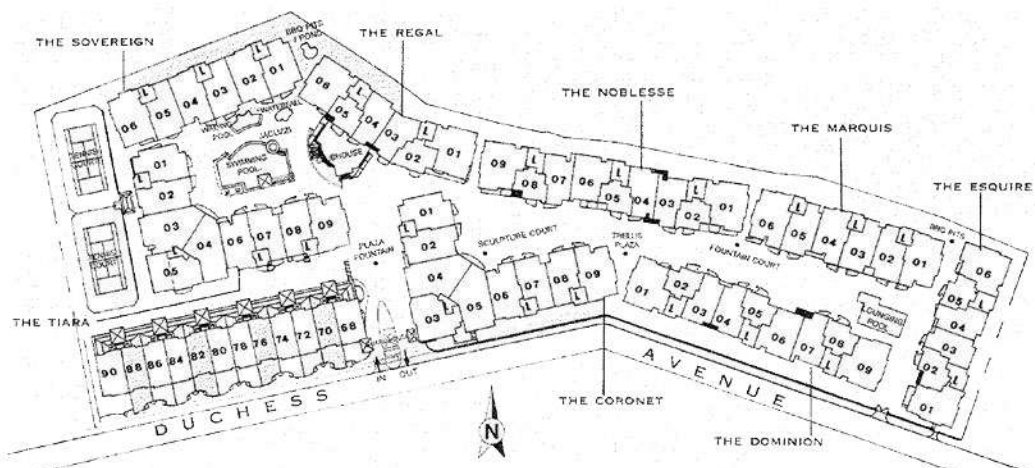 THE SOVEREIGN
BBQ PITS
/ POND
THE REGAL
THE NOBLESSE
THE MARQUIS
THE ESQUIRE
06 L 05 04 L 03 02 L 01
WADING
POOL
WATERFALL
JACUZZI
SWIMMING
POOL
06 L 05 04 03 L 02 01
09 L 08 07 06 L 05 04 03 L 02 01
06 L 05 04 L 03 L 02 01
BBQ PITS
06
05 L
04
03 L
02 L
01
TENNIS
COURT
TENNIS
COURT
01 L
02
03
04
05
06 07 L 08 L 09
PLAZA
FOUNTAIN
01 L
02
04
03 L
05 06 07 L 08 09 L
SCULPTURE COURT
TRELLIS
PLAZA
FOUNTAIN COURT
LOUNGING
POOL
01 02 L 03 04 05 L 06 07 08 L 09
THE TIARA
90 88 86 84 82 80 78 76 74 72 70 68
IN OUT
DUCHESS AVENUE
N
THE CORONET
THE DOMINION